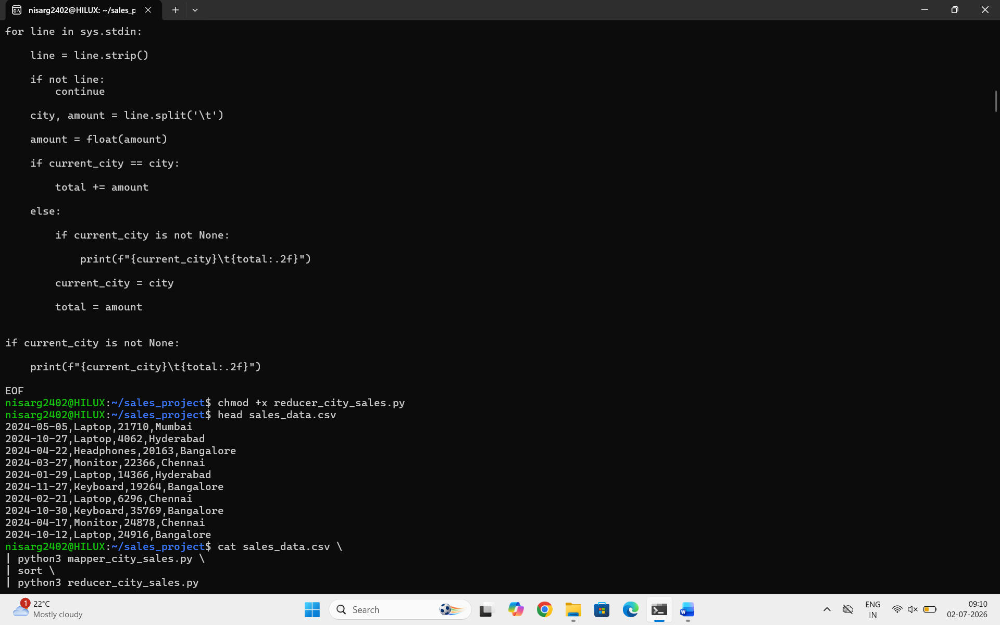 nisarg2402@HILUX: ~/sales_p
for line in sys.stdin:
    line = line.strip()
    if not line:
        continue
    city, amount = line.split('\t')
    amount = float(amount)
    if current_city == city:
        total += amount
    else:
        if current_city is not None:
            print(f"{current_city}\t{total:.2f}")
        current_city = city
        total = amount
if current_city is not None:
    print(f"{current_city}\t{total:.2f}")
EOF
nisarg2402@HILUX:~/sales_project$ chmod +x reducer_city_sales.py
nisarg2402@HILUX:~/sales_project$ head sales_data.csv
2024-05-05,Laptop,21710,Mumbai
2024-10-27,Laptop,4062,Hyderabad
2024-04-22,Headphones,20163,Bangalore
2024-03-27,Monitor,22366,Chennai
2024-01-29,Laptop,14366,Hyderabad
2024-11-27,Keyboard,19264,Bangalore
2024-02-21,Laptop,6296,Chennai
2024-10-30,Keyboard,35769,Bangalore
2024-04-17,Monitor,24878,Chennai
2024-10-12,Laptop,24916,Bangalore
nisarg2402@HILUX:~/sales_project$ cat sales_data.csv \
| python3 mapper_city_sales.py \
| sort \
| python3 reducer_city_sales.py
1
22°C
Mostly cloudy
Search
ENG
IN
09:10
02-07-2026